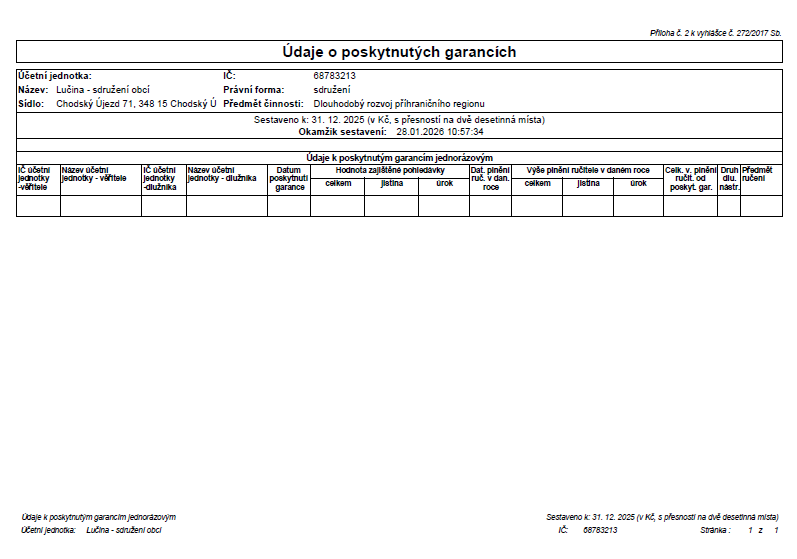 Příloha č. 2 k vyhlášce č. 272/2017 Sb.
Údaje o poskytnutých garancích
Účetní jednotka: IČ: 68783213
Název: Lučina - sdružení obcí Právní forma: sdružení
Sídlo: Chodský Újezd 71, 348 15 Chodský Ú Předmět činnosti: Dlouhodobý rozvoj příhraničního regionu
Sestaveno k: 31. 12. 2025 (v Kč, s přesností na dvě desetinná místa)
Okamžik sestavení: 28.01.2026 10:57:34
Údaje k poskytnutým garancím jednorázovým
IČ účetní jednotky -věřitele
Název účetní jednotky - věřitele
IČ účetní jednotky -dlužníka
Název účetní jednotky - dlužníka
Datum poskytnutí garance
Hodnota zajištěné pohledávky
celkem jistina úrok
Dat. plnění ruč. v dan. roce
Výše plnění ručitele v daném roce
celkem jistina úrok
Celk. v. plnění ručit. od poskyt. gar.
Druh dlu. nástr.
Předmět ručení
Údaje k poskytnutým garancím jednorázovým Sestaveno k: 31. 12. 2025 (v Kč, s přesností na dvě desetinná místa)
Účetní jednotka: Lučina - sdružení obcí IČ: 68783213 Stránka : 1 z 1